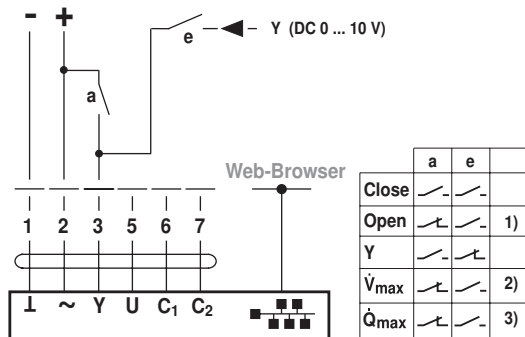 - +
e Y (DC 0 ... 10 V)
a
Web-Browser
1 2 3 5 6 7
⊥ ~ Y U C₁ C₂
a e
Close
Open 1)
Y
V̇max 2)
Q̇max 3)